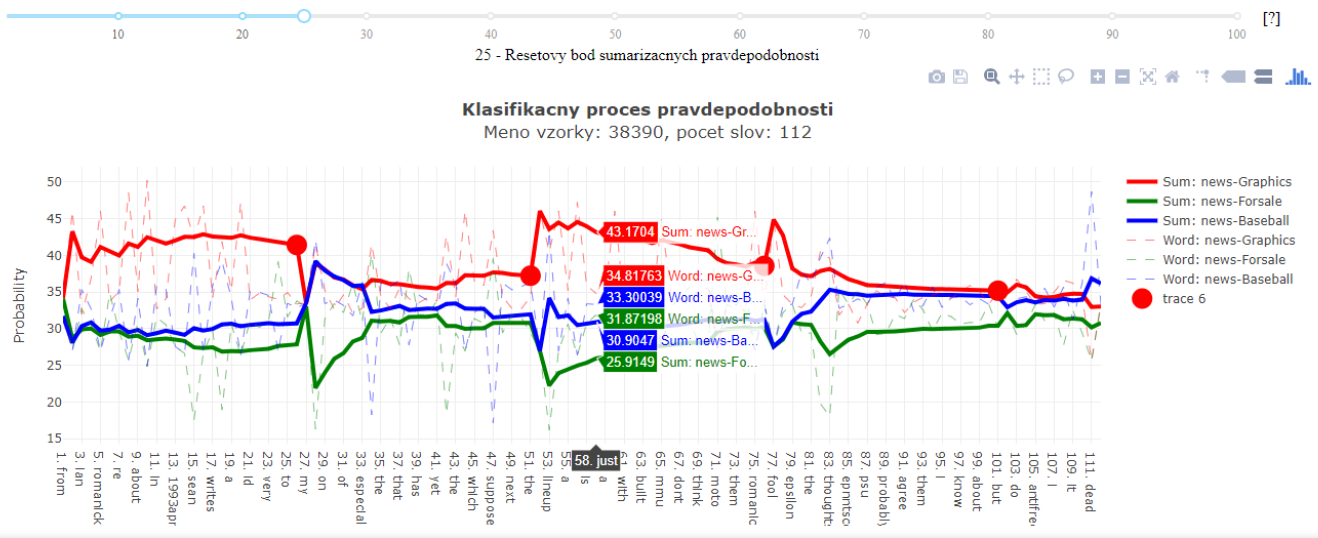 [?]
10 20 30 40 50 60 70 80 90 100
25 - Resetovy bod sumarizacnych pravdepodobnosti
Klasifikacny proces pravdepodobnosti
Meno vzorky: 38390, pocet slov: 112
Probability
50
45
40
35
30
25
20
15
43.1704 Sum: news-Gr...
34.81763 Word: news-G...
33.30039 Word: news-B...
31.87198 Word: news-F...
30.9047 Sum: news-Ba...
25.9149 Sum: news-Fo...
58. just
Sum: news-Graphics
Sum: news-Forsale
Sum: news-Baseball
Word: news-Graphics
Word: news-Forsale
Word: news-Baseball
trace 6
1. from
3. ian
5. romanick
7. re
9. about
11. in
13. 1993apr
15. sean
17. writes
19. a
21. id
23. very
25. to
27. my
29. on
31. of
33. especial
35. the
37. that
39. has
41. yet
43. the
45. which
47. suppose
49. next
51. the
53. lineup
55. a
is
a
61. with
63. built
65. mmu
67. dont
69. think
71. moto
73. them
75. romanic
77. fool
79. epsilon
81. the
83. thought
85. epnntsc
87. psu
89. probably
91. agree
93. them
95. i
97. know
99. about
101. but
103. do
105. antifree
107. i
109. it
111. dead